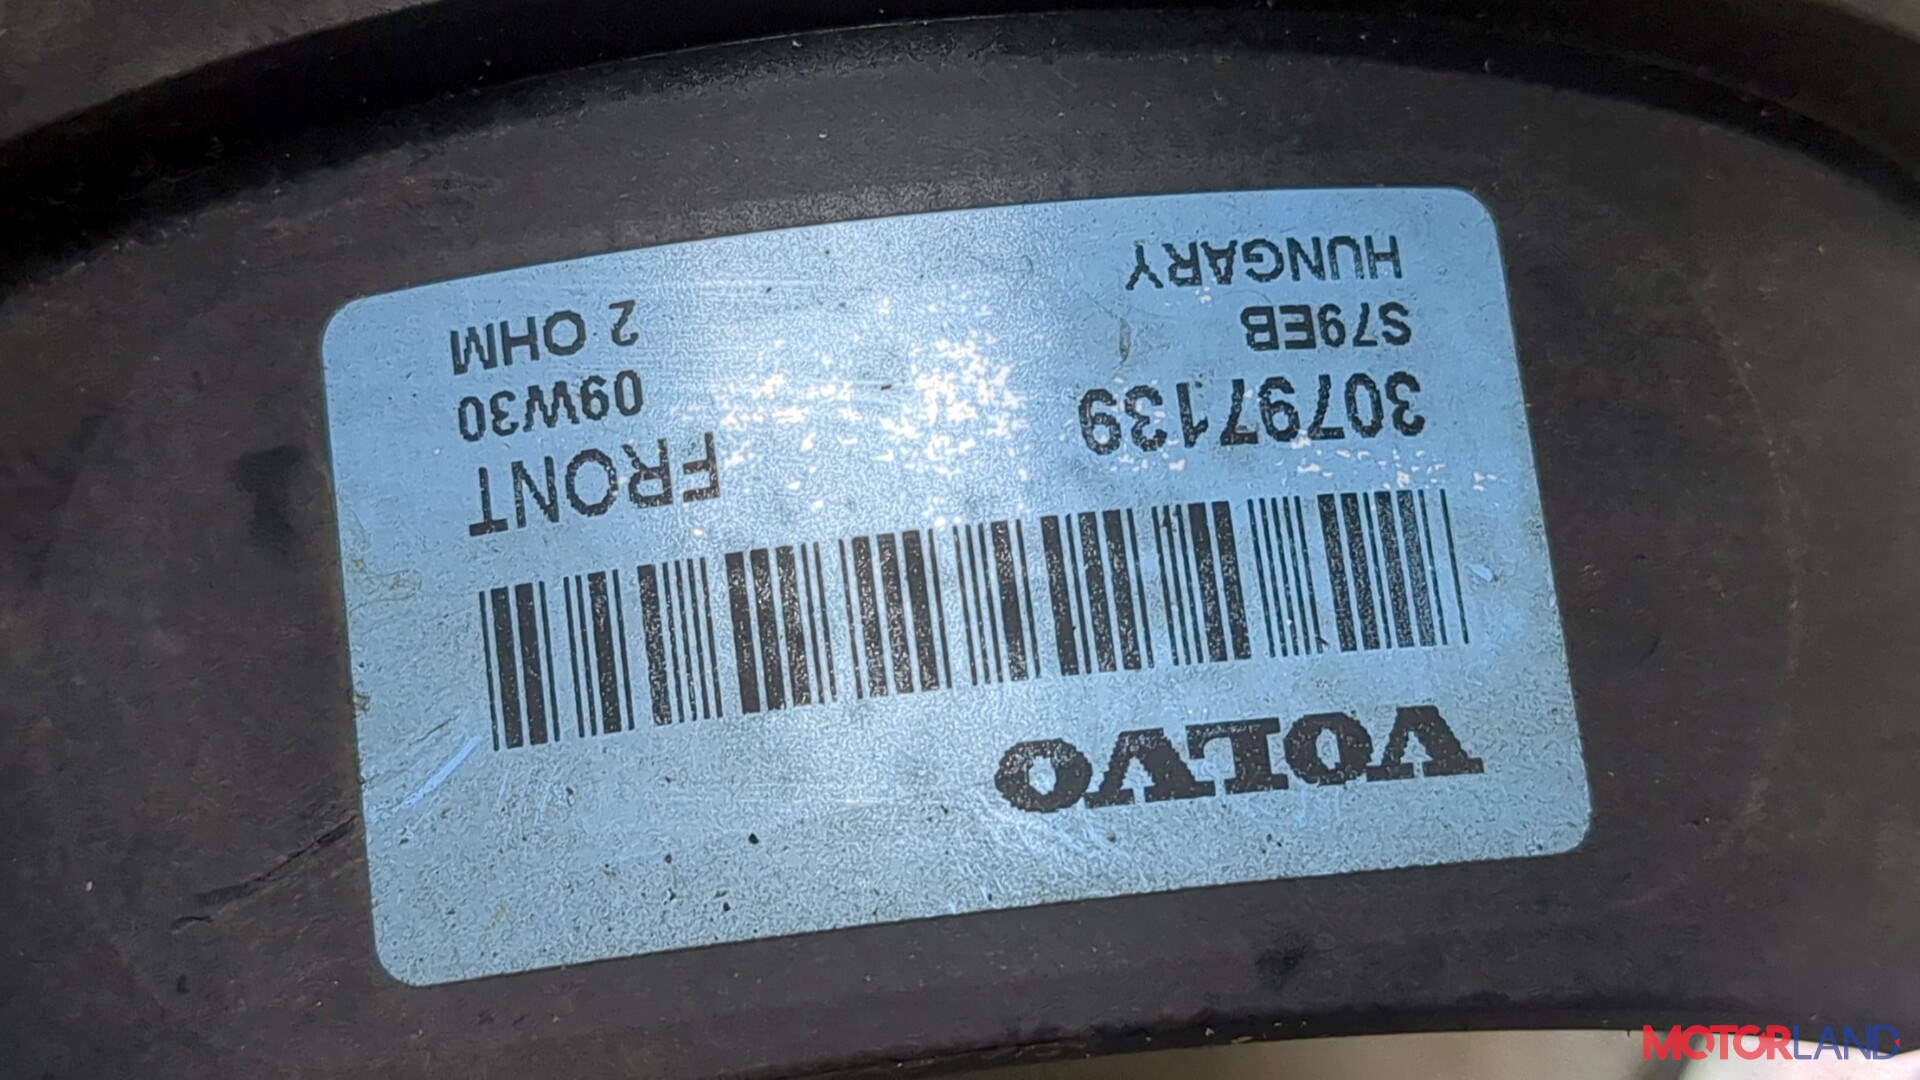 VOLVO
30797139
S79EB
HUNGARY
FRONT
09W30
2 OHM
MOTORLAND